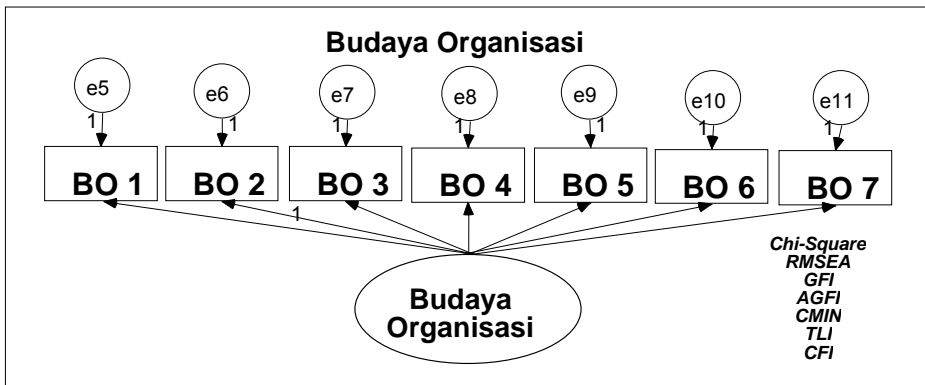 Budaya Organisasi
e5 e6 e7 e8 e9 e10 e11
1 1 1 1 1 1 1
BO 1 BO 2 BO 3 BO 4 BO 5 BO 6 BO 7
1
Chi-Square
RMSEA
GFI
AGFI
CMIN
TLI
CFI
Budaya
Organisasi